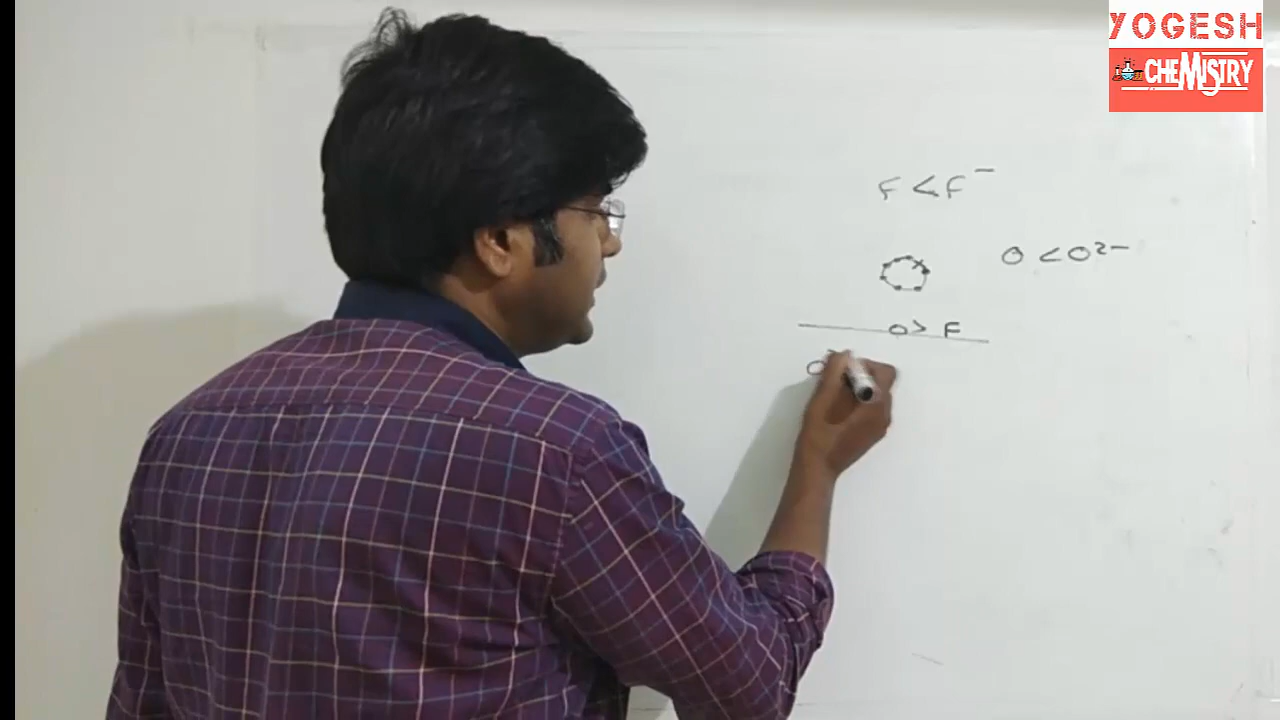 YOGESH
CHEMISTRY
F < F⁻
O < O²⁻
O > F
O